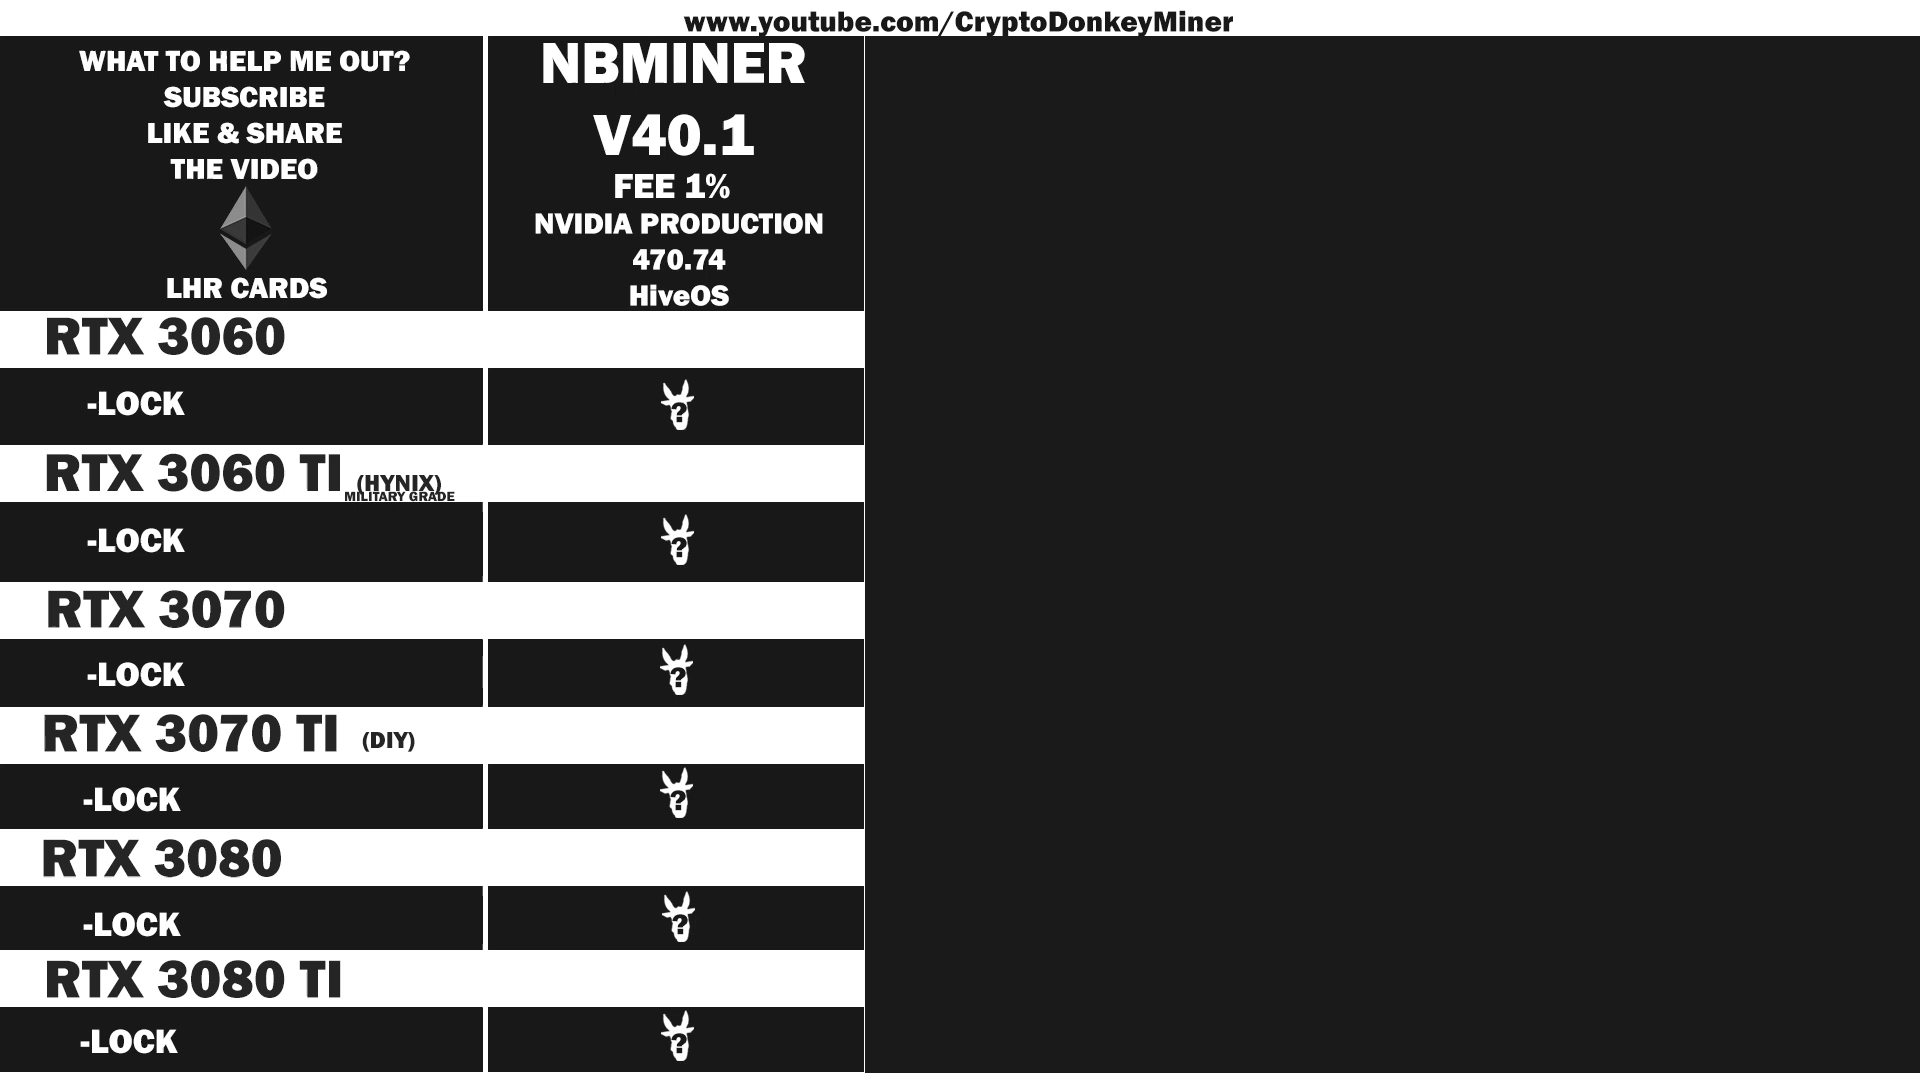 www.youtube.com/CryptoDonkeyMiner
WHAT TO HELP ME OUT?
SUBSCRIBE
LIKE & SHARE
THE VIDEO
LHR CARDS
NBMINER
V40.1
FEE 1%
NVIDIA PRODUCTION
470.74
HiveOS
RTX 3060
-LOCK
?
RTX 3060 TI (HYNIX)
MILITARY GRADE
-LOCK
?
RTX 3070
-LOCK
?
RTX 3070 TI (DIY)
-LOCK
?
RTX 3080
-LOCK
?
RTX 3080 TI
-LOCK
?